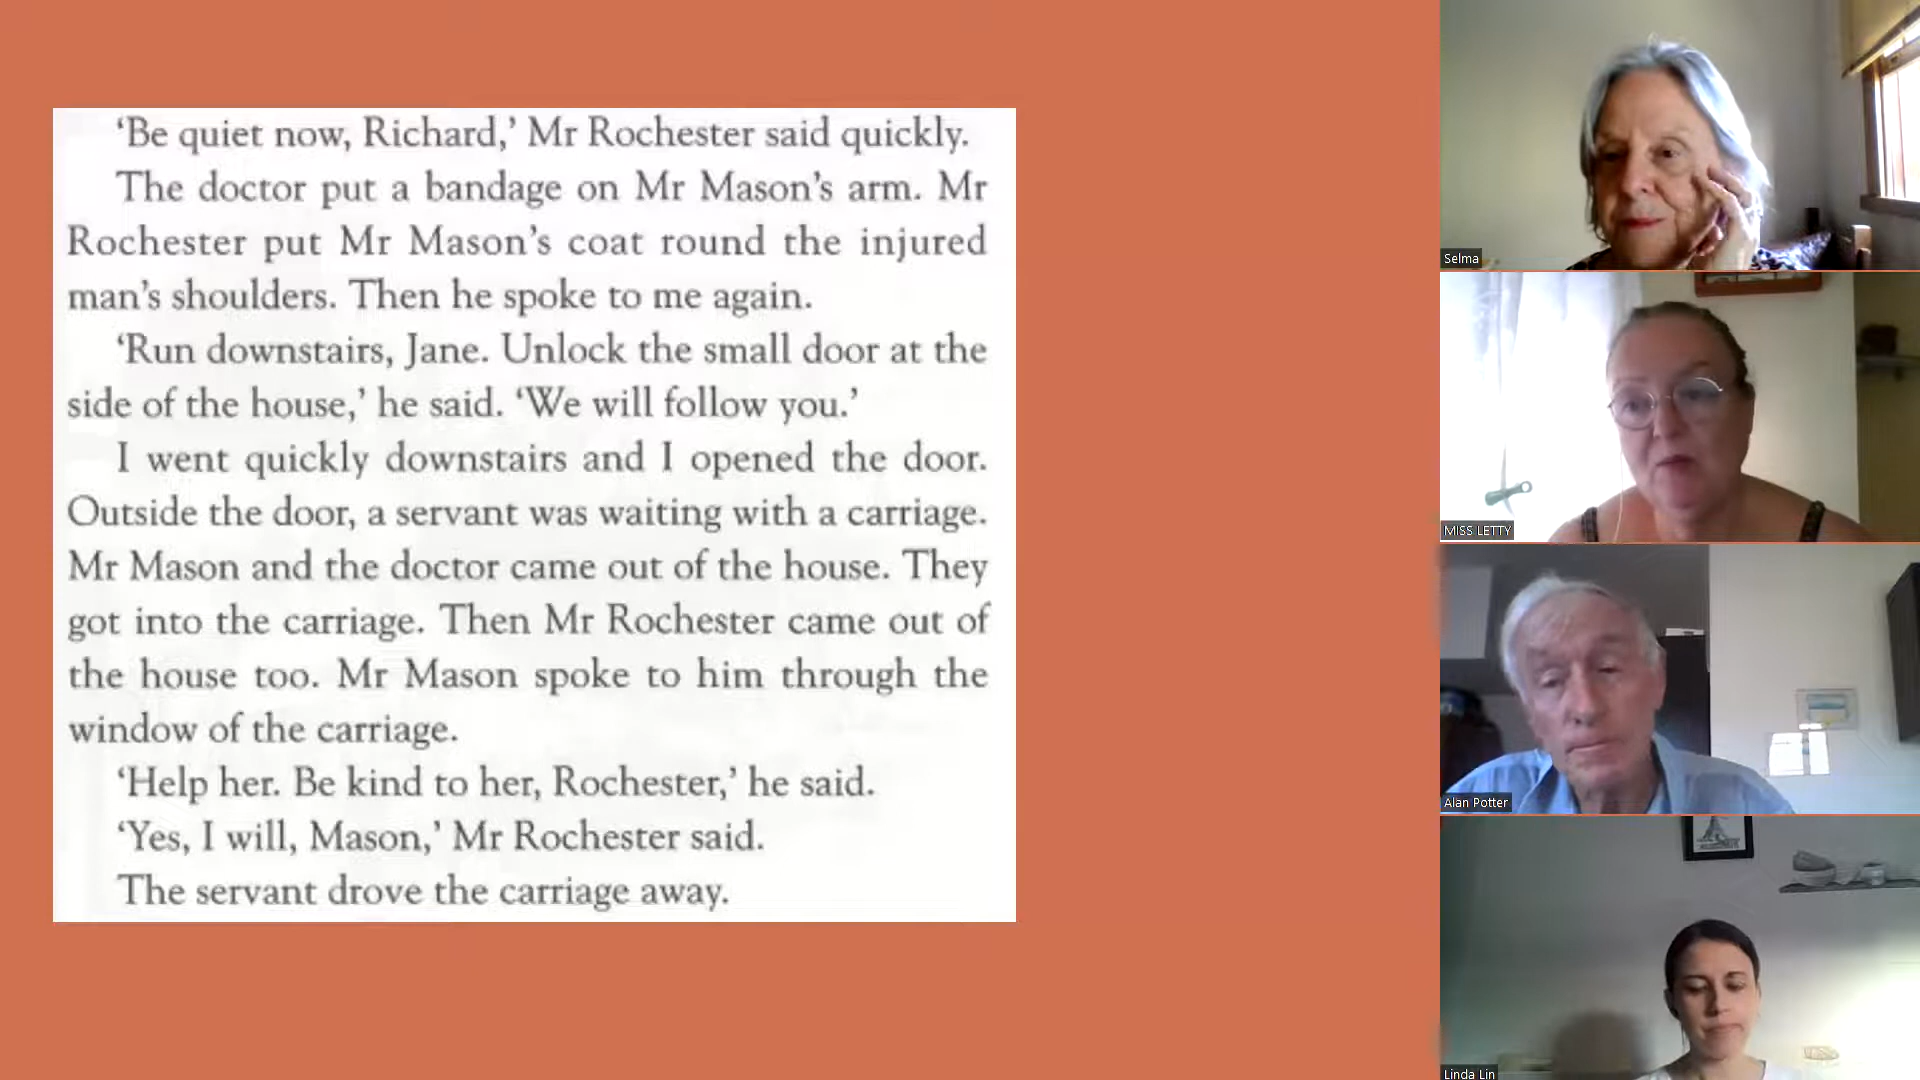 ‘Be quiet now, Richard,’ Mr Rochester said quickly.
The doctor put a bandage on Mr Mason’s arm. Mr
Rochester put Mr Mason’s coat round the injured
man’s shoulders. Then he spoke to me again.
‘Run downstairs, Jane. Unlock the small door at the
side of the house,’ he said. ‘We will follow you.’
I went quickly downstairs and I opened the door.
Outside the door, a servant was waiting with a carriage.
Mr Mason and the doctor came out of the house. They
got into the carriage. Then Mr Rochester came out of
the house too. Mr Mason spoke to him through the
window of the carriage.
‘Help her. Be kind to her, Rochester,’ he said.
‘Yes, I will, Mason,’ Mr Rochester said.
The servant drove the carriage away.
Selma
MISS LETTY
Alan Potter
Linda Lin